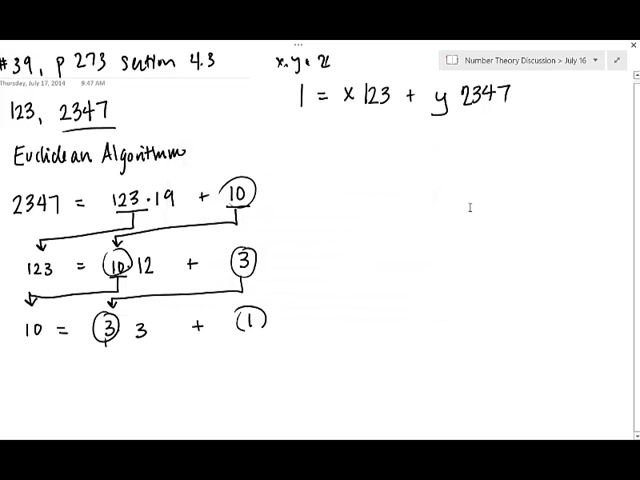 #39, p 273 section 4.3
Thursday, July 17, 2014 9:47 AM
123, 2347
Euclidean Algorithm
2347 = 123 · 19 + 10
123 = 10 · 12 + 3
10 = 3 3 + 1
x, y ∈ ℤ
1 = x 123 + y 2347
Number Theory Discussion > July 16